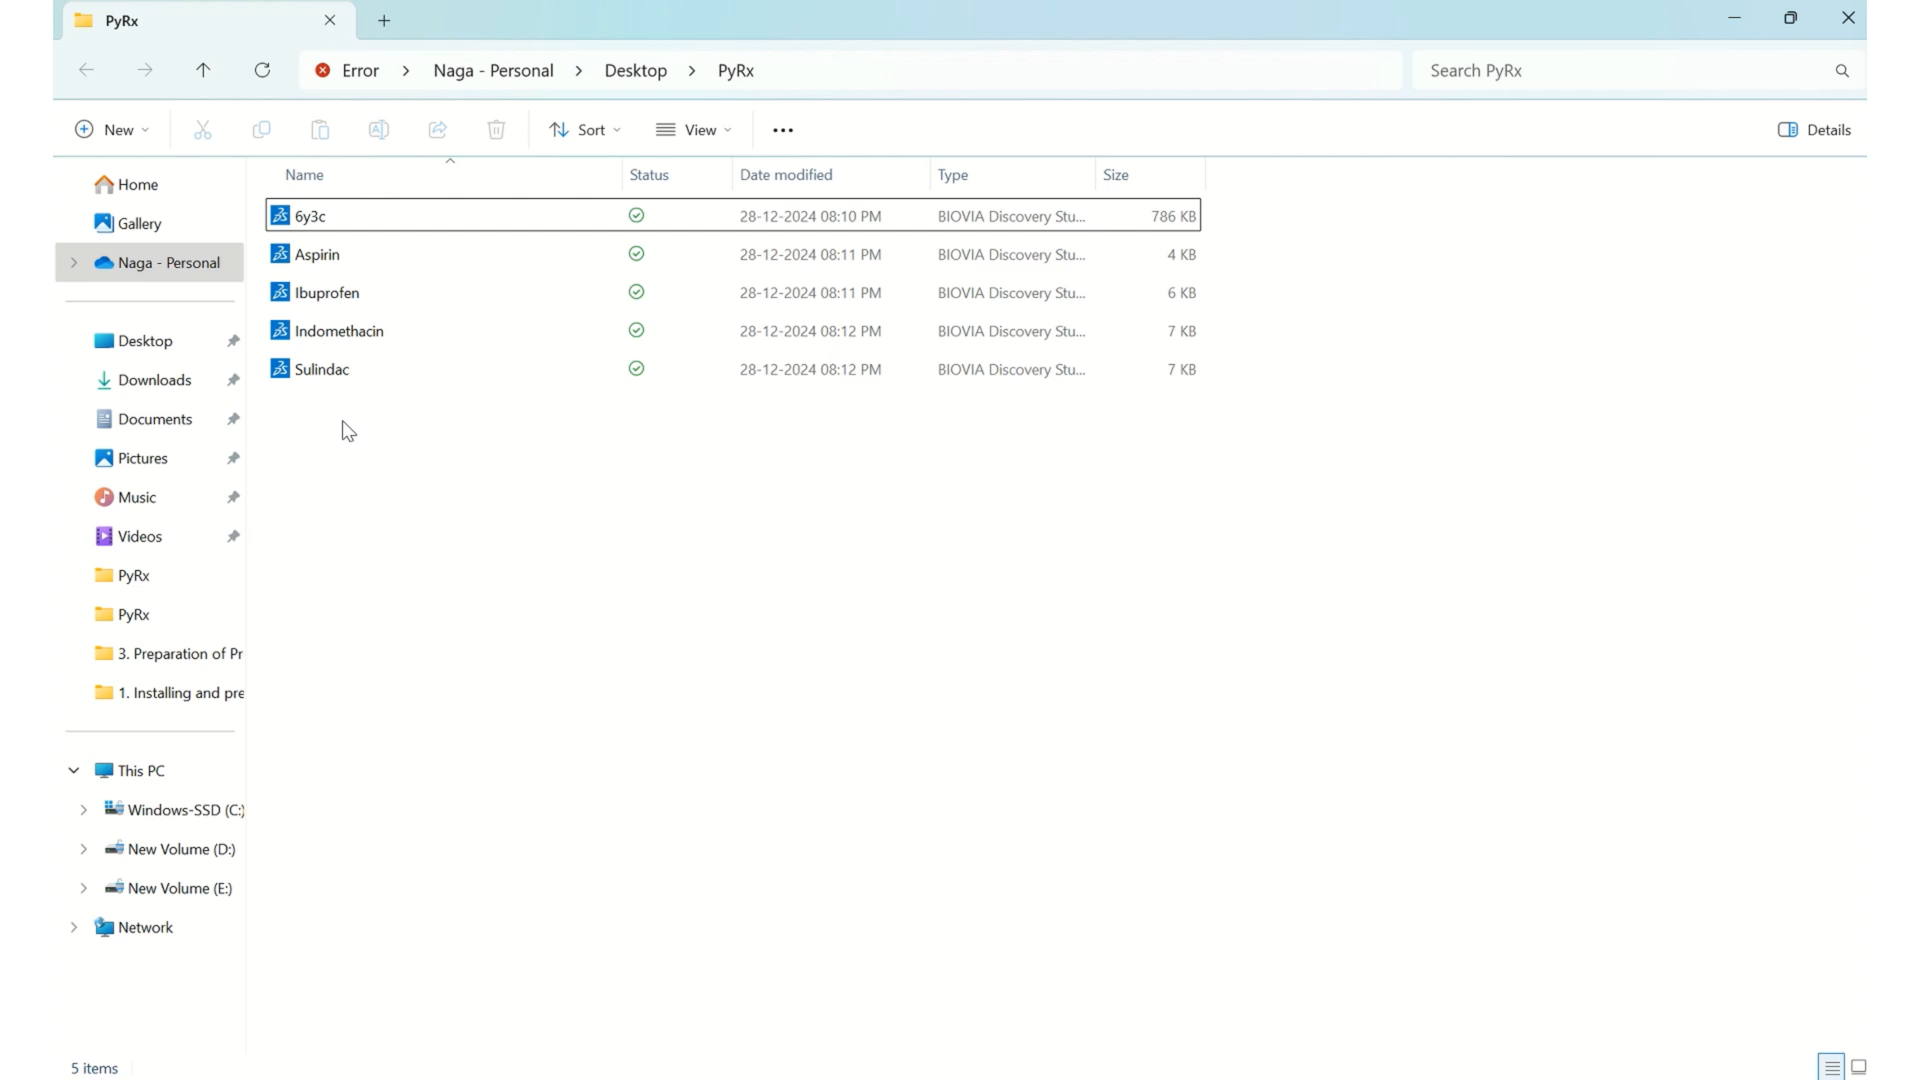 PyRx
Error > Naga - Personal > Desktop > PyRx
Search PyRx
New
Sort
View
Details
Name Status Date modified Type Size
6y3c 28-12-2024 08:10 PM BIOVIA Discovery Stu... 786 KB
Aspirin 28-12-2024 08:11 PM BIOVIA Discovery Stu... 4 KB
Ibuprofen 28-12-2024 08:11 PM BIOVIA Discovery Stu... 6 KB
Indomethacin 28-12-2024 08:12 PM BIOVIA Discovery Stu... 7 KB
Sulindac 28-12-2024 08:12 PM BIOVIA Discovery Stu... 7 KB
Home
Gallery
Naga - Personal
Desktop
Downloads
Documents
Pictures
Music
Videos
PyRx
PyRx
3. Preparation of Pr
1. Installing and pre
This PC
Windows-SSD (C:)
New Volume (D:)
New Volume (E:)
Network
5 items